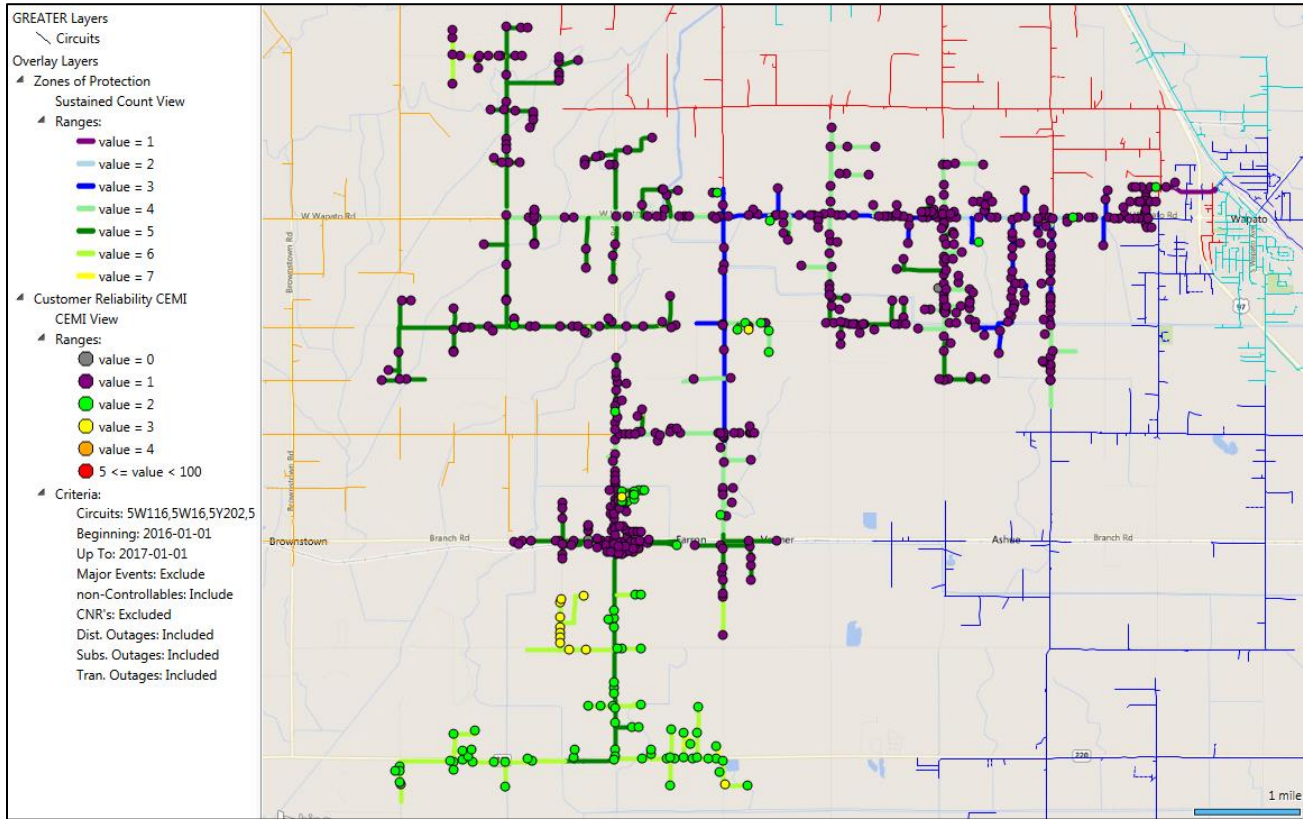 GREATER Layers
Circuits
Overlay Layers
Zones of Protection
Sustained Count View
Ranges:
value = 1
value = 2
value = 3
value = 4
value = 5
value = 6
value = 7
Customer Reliability CEMI
CEMI View
Ranges:
value = 0
value = 1
value = 2
value = 3
value = 4
5 <= value < 100
Criteria:
Circuits: 5W116,5W16,5Y202,5
Beginning: 2016-01-01
Up To: 2017-01-01
Major Events: Exclude
non-Controllables: Include
CNR's: Excluded
Dist. Outages: Included
Subs. Outages: Included
Tran. Outages: Included
W Wapato Rd
Wapato
Brownstown Rd
97
Brownstown Rd
Brownstown
Branch Rd
Ashue
Branch Rd
220
1 mile